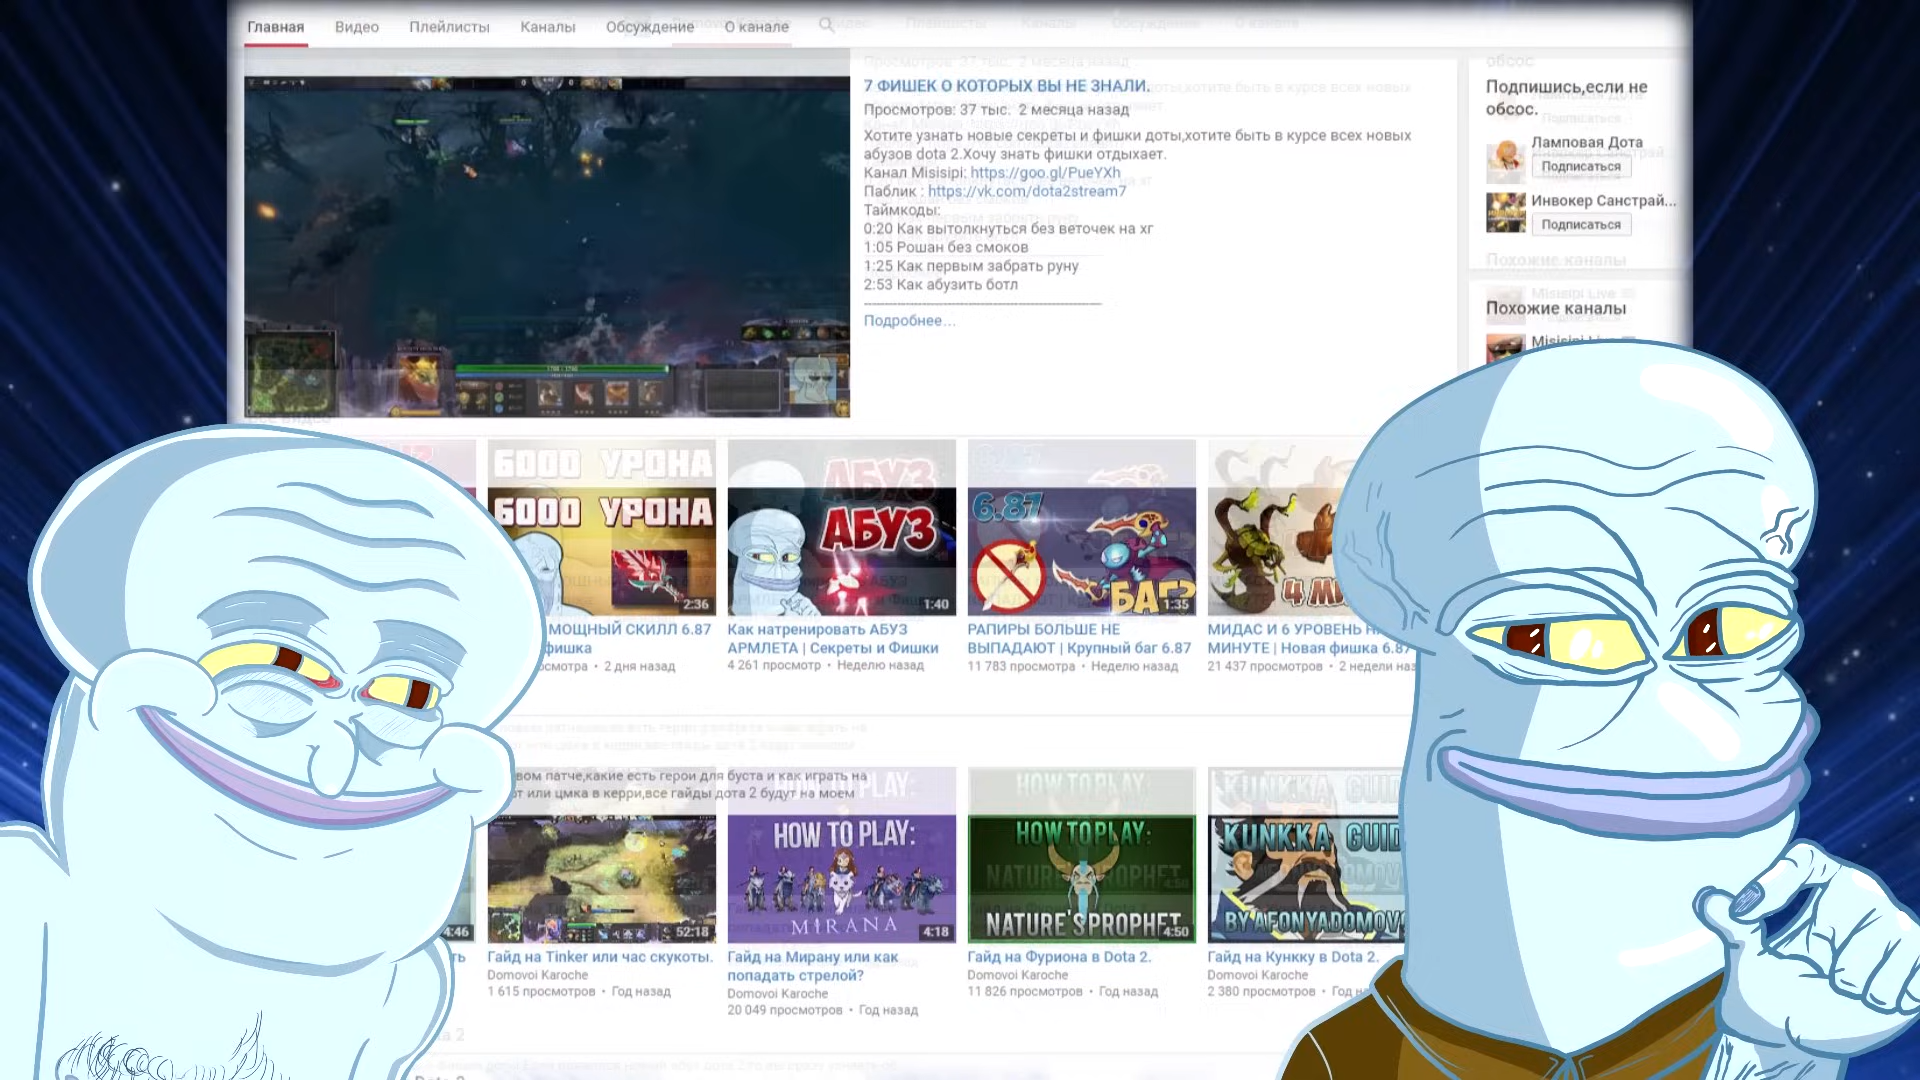 Главная Видео Плейлисты Каналы Обсуждение О канале
7 ФИШЕК О КОТОРЫХ ВЫ НЕ ЗНАЛИ.
Просмотров: 37 тыс. 2 месяца назад
Хотите узнать новые секреты и фишки доты,хотите быть в курсе всех новых
абузов dota 2.Хочу знать фишки отдыхает.
Канал Misisipi: https://goo.gl/PueYXh
Паблик : https://vk.com/dota2stream7
Таймкоды:
0:20 Как вытолкнуться без веточек на хг
1:05 Рошан без смоков
1:25 Как первым забрать руну
2:53 Как абузить ботл
Подробнее...
Подпишись,если не
обсос.
Ламповая Дота
Подписаться
Инвокер Санстрай...
Подписаться
Похожие каналы
Misisipi Live
6000 УРОНА
2:36
МОЩНЫЙ СКИЛЛ 6.87
фишка
2 дня назад
АБУЗ
1:40
Как натренировать АБУЗ
АРМЛЕТА | Секреты и Фишки
4 261 просмотр • Неделю назад
6.87
БАГ?
1:35
РАПИРЫ БОЛЬШЕ НЕ
ВЫПАДАЮТ | Крупный баг 6.87
11 783 просмотра • Неделю назад
4
МИДАС И 6 УРОВЕНЬ
МИНУТЕ | Новая фишка 6.87
21 437 просмотров • 2 недели наз
вом патче,какие есть герои для буста и как играть на
т или цмка в керри,все гайды дота 2 будут на моем
4:46
52:18
Гайд на Tinker или час скукоты.
Domovoi Karoche
1 615 просмотров • Год назад
HOW TO PLAY:
MIRANA
4:18
Гайд на Мирану или как
попадать стрелой?
Domovoi Karoche
20 049 просмотров • Год назад
HOW TO PLAY:
NATURE'S PROPHET
4:50
Гайд на Фуриона в Dota 2.
Domovoi Karoche
11 826 просмотров • Год назад
KUNKKA GUID
BY AFONYADOMOV
Гайд на Кункку в Dota 2.
Domovoi Karoche
2 380 просмотров • Год